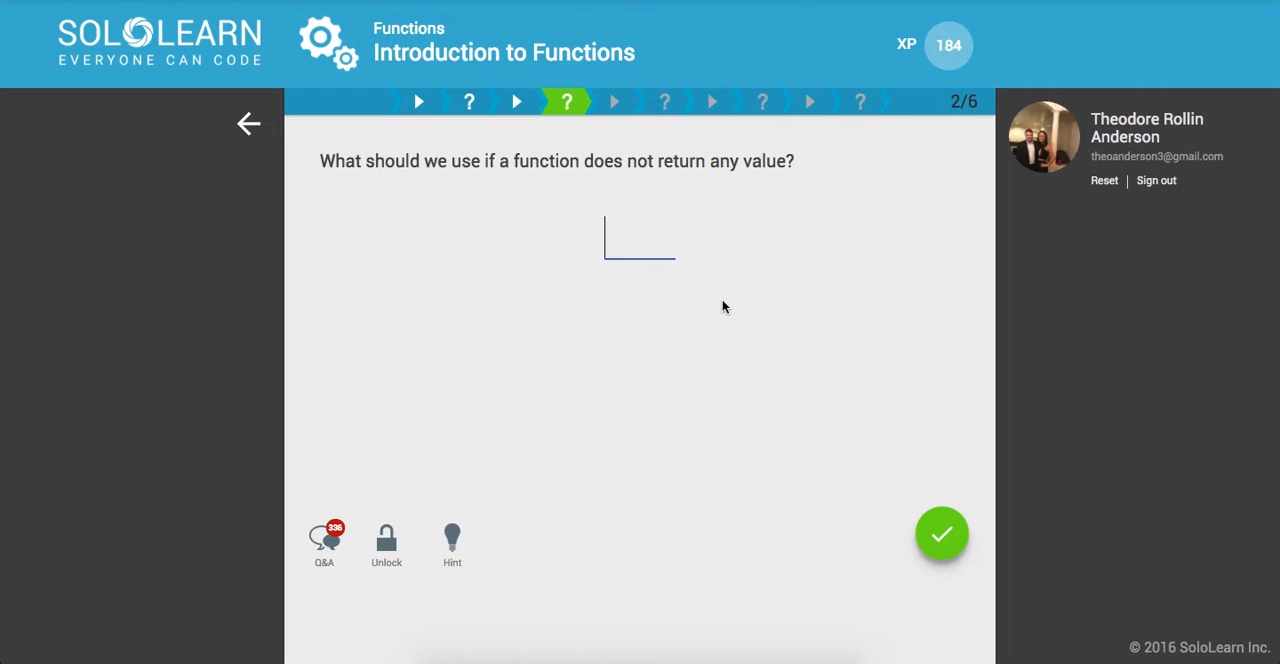 SOLOLEARN
EVERYONE CAN CODE
Functions
Introduction to Functions
XP 184
? ? ? ? ? 2/6
Theodore Rollin
Anderson
theoanderson3@gmail.com
Reset | Sign out
What should we use if a function does not return any value?
336
Q&A Unlock Hint
© 2016 SoloLearn Inc.